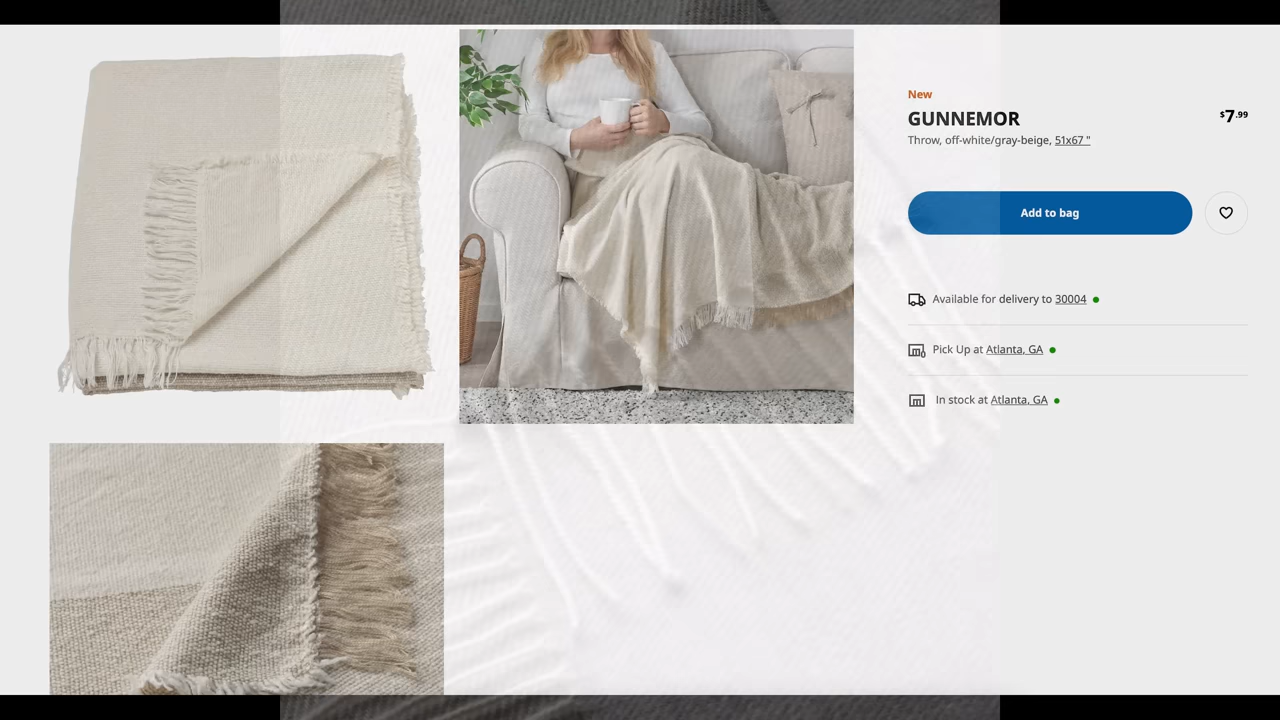 New
GUNNEMOR
$7.99
Throw, off-white/gray-beige, 51x67 "
Add to bag
Available for delivery to 30004
Pick Up at Atlanta, GA
In stock at Atlanta, GA